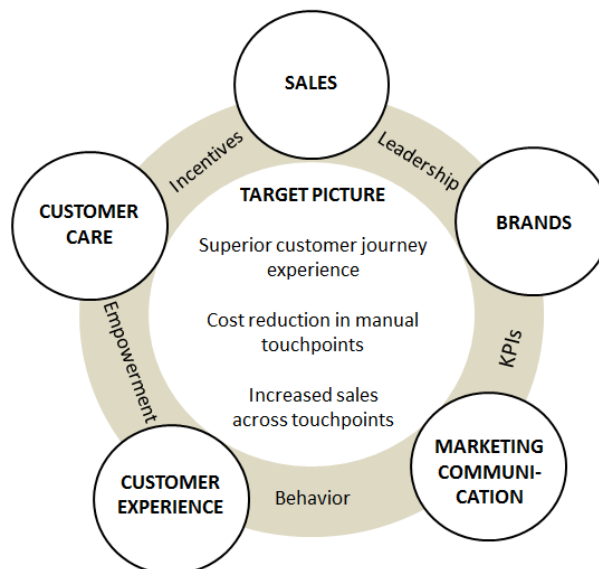 SALES
Incentives
Leadership
CUSTOMER
CARE
TARGET PICTURE
BRANDS
Superior customer journey
experience
Cost reduction in manual
touchpoints
Empowerment
KPIs
Increased sales
across touchpoints
MARKETING
COMMUNI-
CATION
CUSTOMER
EXPERIENCE
Behavior